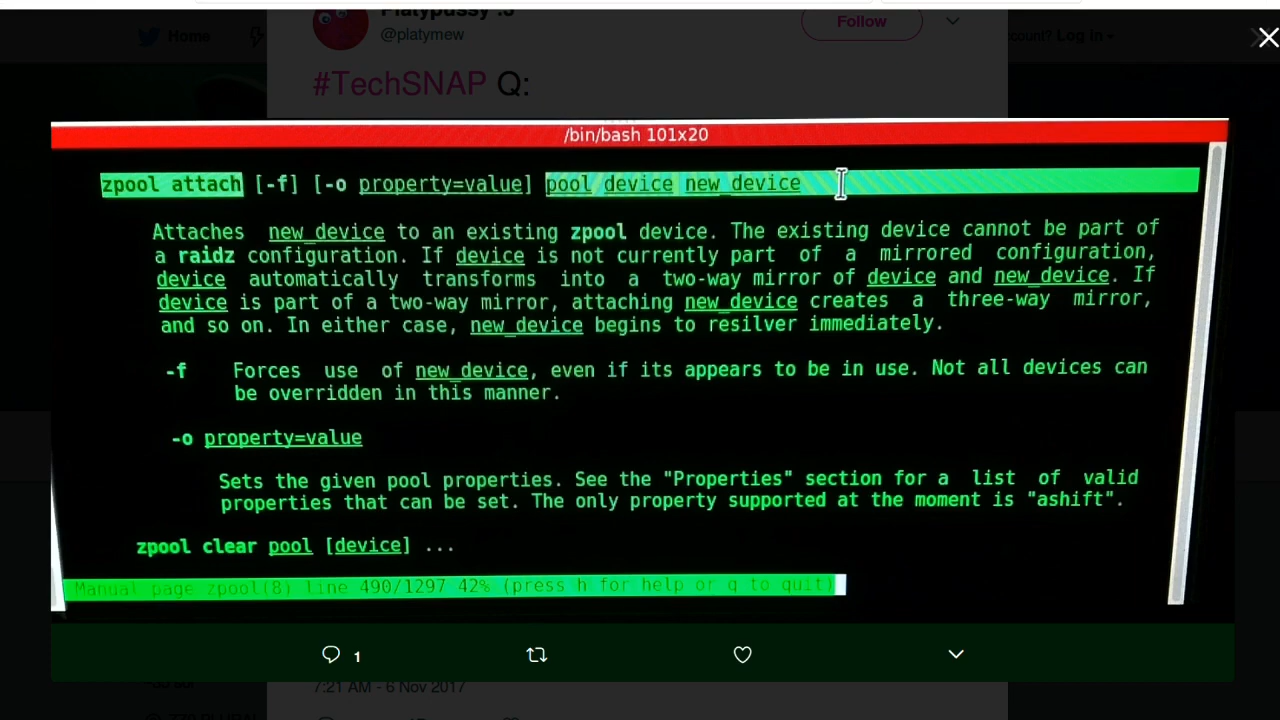 Platypussy :3
@platymew
Follow
Home
count? Log in
#TechSNAP Q:
/bin/bash 101x20
zpool attach [-f] [-o property=value] pool device new_device
Attaches new_device to an existing zpool device. The existing device cannot be part of
a raidz configuration. If device is not currently part of a mirrored configuration,
device automatically transforms into a two-way mirror of device and new_device. If
device is part of a two-way mirror, attaching new_device creates a three-way mirror,
and so on. In either case, new_device begins to resilver immediately.
-f Forces use of new_device, even if its appears to be in use. Not all devices can
be overridden in this manner.
-o property=value
Sets the given pool properties. See the "Properties" section for a list of valid
properties that can be set. The only property supported at the moment is "ashift".
zpool clear pool [device] ...
Manual page zpool(8) line 490/1297 42% (press h for help or q to quit)
1
7:21 AM - 6 Nov 2017